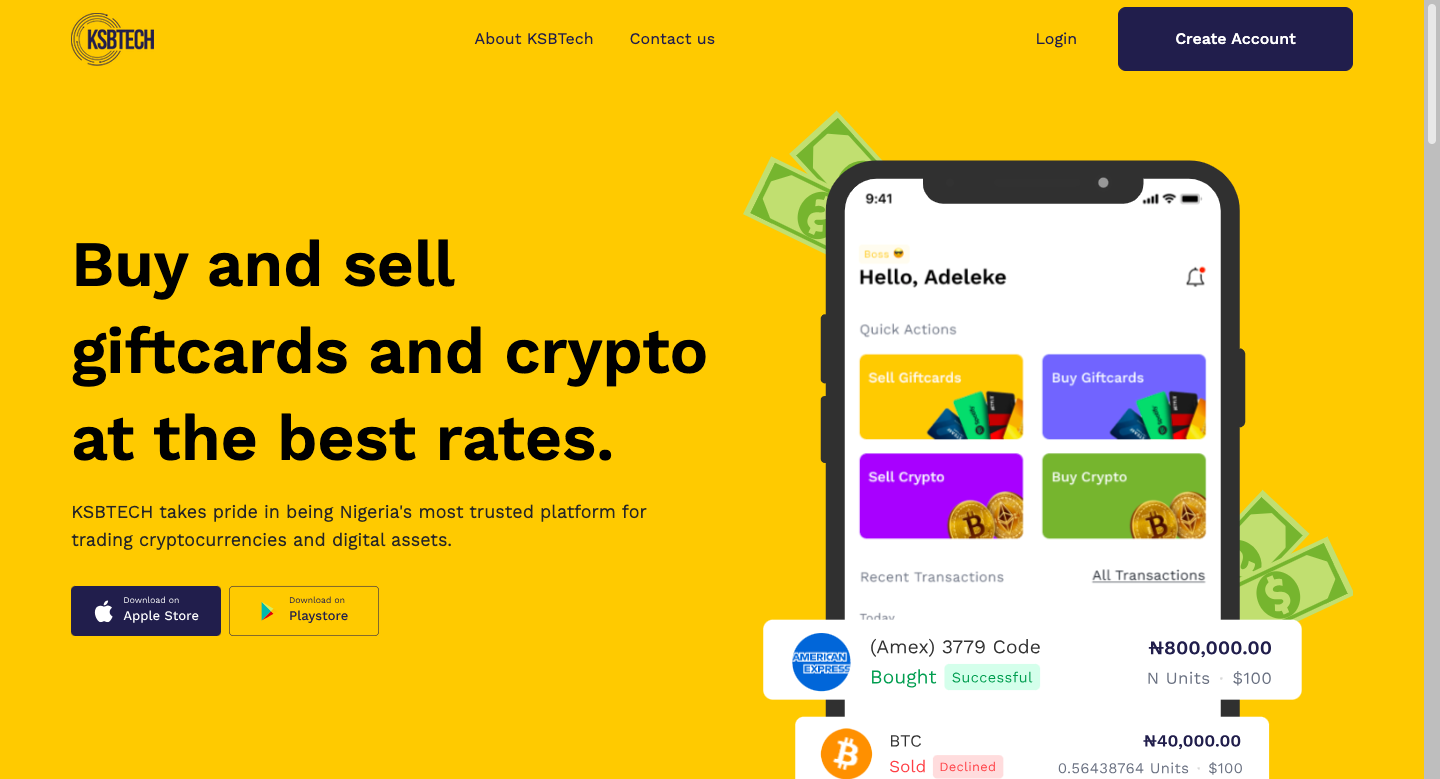 KSBTECH
About KSBTech
Contact us
Login
Create Account
Buy and sell
giftcards and crypto
at the best rates.
KSBTECH takes pride in being Nigeria's most trusted platform for
trading cryptocurrencies and digital assets.
Download on
Apple Store
Download on
Playstore
9:41
Boss 😎
Hello, Adeleke
Quick Actions
Sell Giftcards
Buy Giftcards
Sell Crypto
Buy Crypto
Recent Transactions
All Transactions
Today
AMERICAN
EXPRESS
(Amex) 3779 Code
₦800,000.00
Bought Successful
N Units · $100
BTC
₦40,000.00
Sold Declined
0.56438764 Units · $100